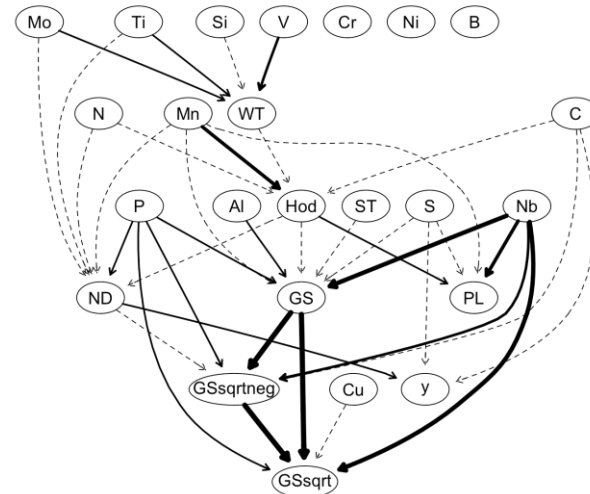 Mo Ti Si V Cr Ni B
N Mn WT C
P Al Hod ST S Nb
ND GS PL
GSsqrtneg Cu y
GSsqrt